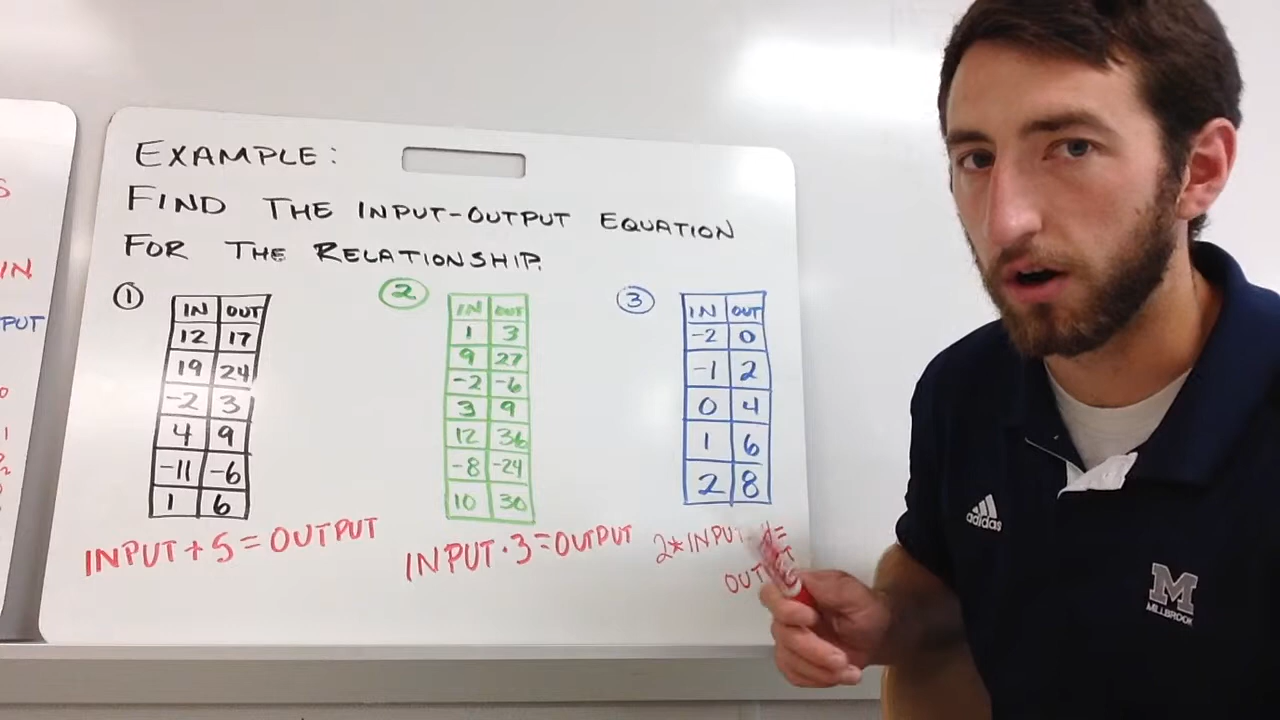 S
IN.
PUT
EXAMPLE:
FIND THE INPUT-OUTPUT EQUATION
FOR THE RELATIONSHIP.
①
IN OUT
12 17
19 24
-2 3
4 9
-11 -6
1 6
INPUT + 5 = OUTPUT
②
IN OUT
1 3
9 27
-2 -6
3 9
12 36
-8 -24
10 30
INPUT · 3 = OUTPUT
③
IN OUT
-2 0
-1 2
0 4
1 6
2 8
2*INPUT =
adidas
M
MILLBROOK